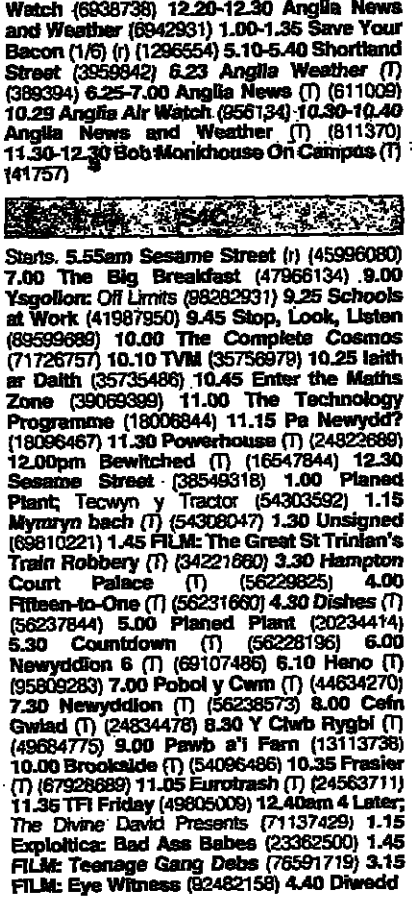 Watch (6938738) 12.20-12.30 Anglia News
and Weather (6942931) 1.00-1.35 Save Your
Bacon (1/6) (r) (1296554) 5.10-5.40 Shortland
Street (3959842) 6.23 Anglia Weather (T)
(389394) 6.25-7.00 Anglia News (T) (611009)
10.29 Anglia Air Watch (956134) 10.30-10.40
Anglia News and Weather (T) (811370)
11.30-12.30 Bob Monkhouse On Campus (T)
(41757)
S4C
Starts. 5.55am Sesame Street (r) (45996080)
7.00 The Big Breakfast (47966134) 9.00
Ysgolion: Off Limits (98282931) 9.25 Schools
at Work (41987950) 9.45 Stop, Look, Listen
(89599689) 10.00 The Complete Cosmos
(71726757) 10.10 TVM (35756979) 10.25 Iaith
ar Daith (35735486) 10.45 Enter the Maths
Zone (39069399) 11.00 The Technology
Programme (18006844) 11.15 Pa Newydd?
(18096467) 11.30 Powerhouse (T) (24822689)
12.00pm Bewitched (T) (16547844) 12.30
Sesame Street (38549318) 1.00 Planed
Plant; Tecwyn y Tractor (54303592) 1.15
Mymryn bach (T) (54308047) 1.30 Unsigned
(69810221) 1.45 FILM: The Great St Trinian's
Train Robbery (T) (34221660) 3.30 Hampton
Court Palace (T) (56229825) 4.00
Fifteen-to-One (T) (56231660) 4.30 Dishes (T)
(56237844) 5.00 Planed Plant (20234414)
5.30 Countdown (T) (56228196) 6.00
Newyddion 6 (T) (69107486) 6.10 Heno (T)
(95809283) 7.00 Pobol y Cwm (T) (44634270)
7.30 Newyddion (T) (56238573) 8.00 Cefn
Gwlad (T) (24834478) 8.30 Y Clwb Rygbi (T)
(49684775) 9.00 Pawb a'i Farn (13113738)
10.00 Brookside (T) (54096486) 10.35 Frasier
(T) (67928689) 11.05 Eurotrash (T) (24563711)
11.35 TFI Friday (49805009) 12.40am 4 Later;
The Divine David Presents (71137429) 1.15
Exploitica: Bad Ass Babes (23362500) 1.45
FILM: Teenage Gang Debs (76591719) 3.15
FILM: Eye Witness (92482158) 4.40 Diwedd